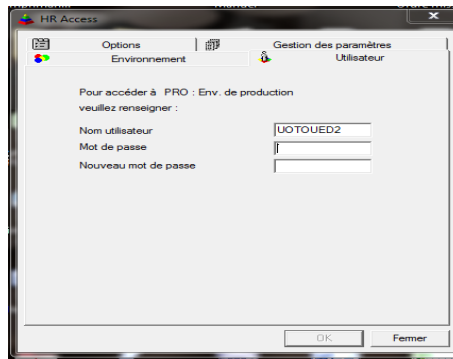 HR Access
Options
Gestion des paramètres
Environnement
Utilisateur
Pour accéder à PRO : Env. de production
veuillez renseigner :
Nom utilisateur
UOTOUED2
Mot de passe
Nouveau mot de passe
OK
Fermer